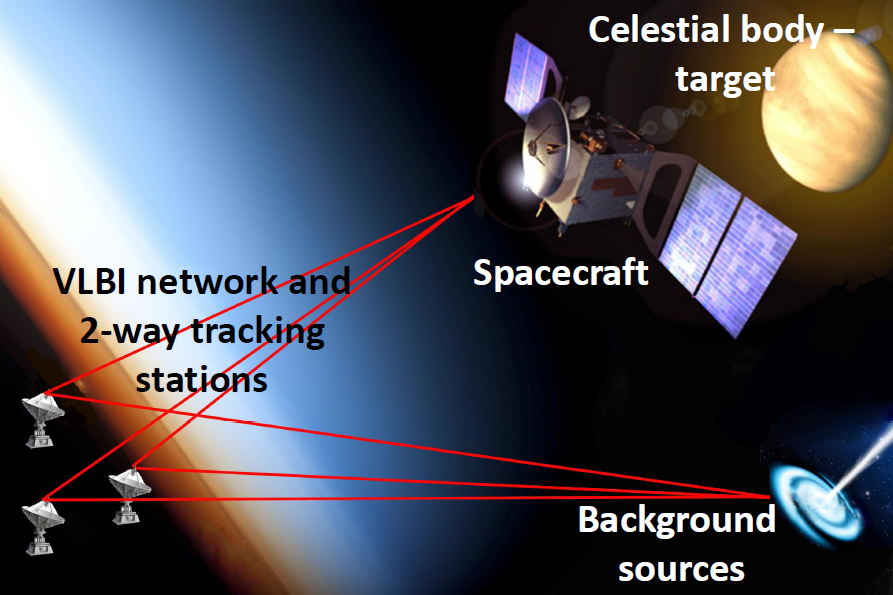 Celestial body –
target
Spacecraft
VLBI network and
2-way tracking
stations
Background
sources